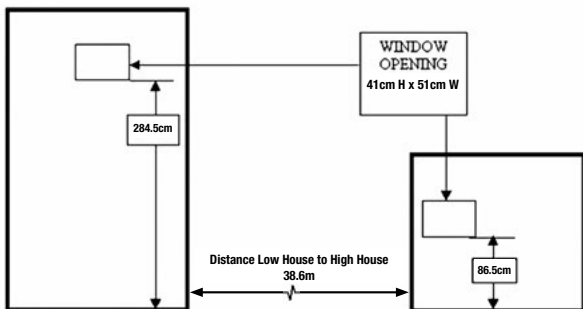 WINDOW
OPENING
41cm H x 51cm W
284.5cm
Distance Low House to High House
38.6m
86.5cm